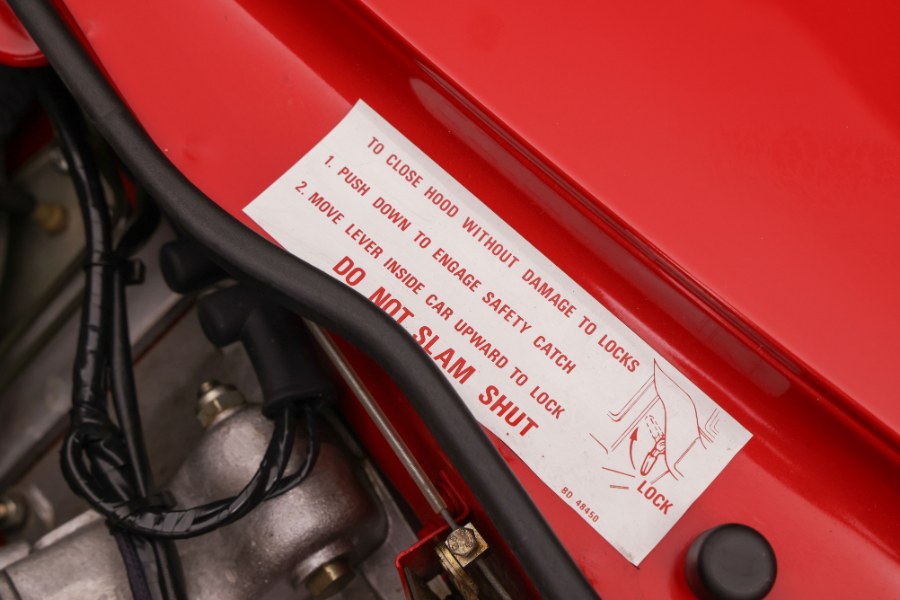 TO CLOSE HOOD WITHOUT DAMAGE TO LOCKS
1. PUSH DOWN TO ENGAGE SAFETY CATCH
2. MOVE LEVER INSIDE CAR UPWARD TO LOCK
DO NOT SLAM SHUT
LOCK
BD 48450